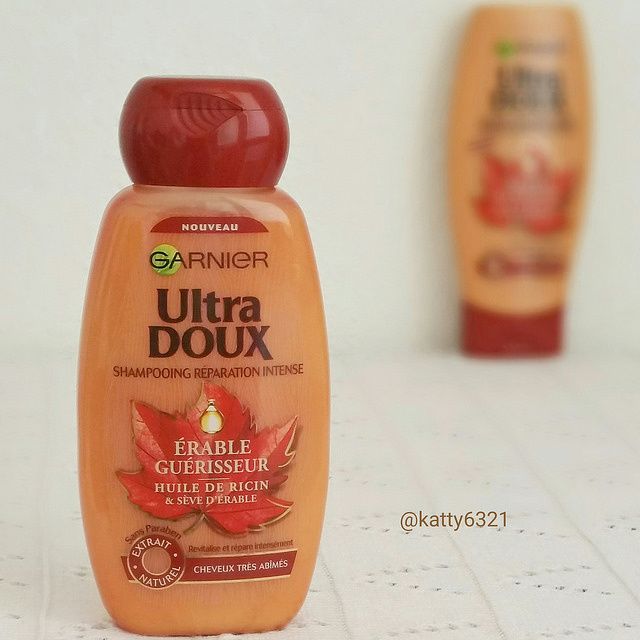 NOUVEAU
GARNIER
Ultra
DOUX
SHAMPOOING RÉPARATION INTENSE
ÉRABLE
GUÉRISSEUR
HUILE DE RICIN
& SÈVE D'ÉRABLE
Sans Paraben
EXTRAIT
NATUREL
Revitalise et répare intensément
CHEVEUX TRÈS ABÎMÉS
GARNIER
Ultra
DOUX
@katty6321